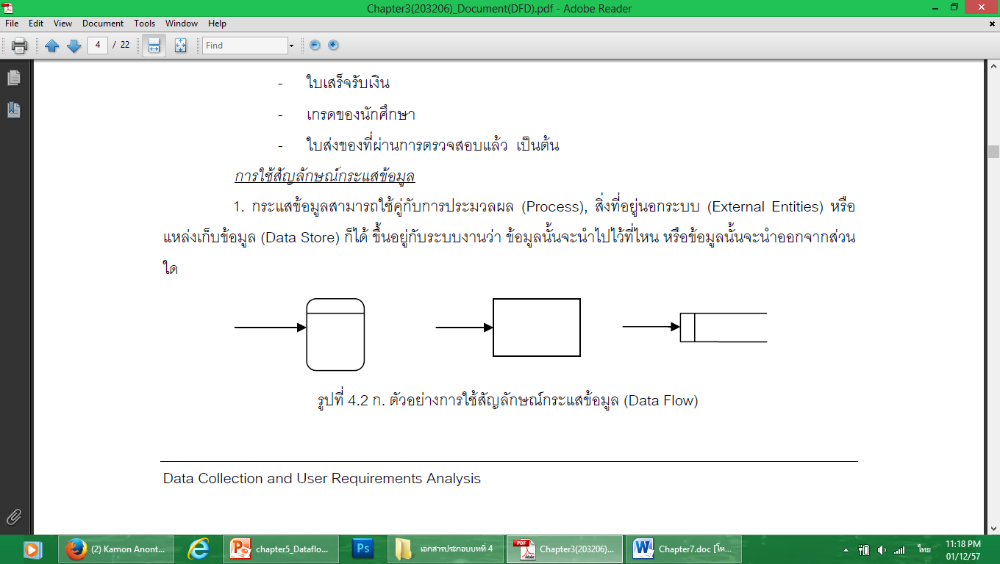 Chapter3(203206)_Document(DFD).pdf - Adobe Reader
File Edit View Document Tools Window Help
4 / 22 Find
- ใบเสร็จรับเงิน
- เกรดของนักศึกษา
- ใบส่งของที่ผ่านการตรวจสอบแล้ว เป็นต้น
การใช้สัญลักษณ์กระแสข้อมูล
1. กระแสข้อมูลสามารถใช้คู่กับการประมวลผล (Process), สิ่งที่อยู่นอกระบบ (External Entities) หรือ
แหล่งเก็บข้อมูล (Data Store) ก็ได้ ขึ้นอยู่กับระบบงานว่า ข้อมูลนั้นจะนำไปไว้ที่ไหน หรือข้อมูลนั้นจะนำออกจากส่วน
ใด
รูปที่ 4.2 ก. ตัวอย่างการใช้สัญลักษณ์กระแสข้อมูล (Data Flow)
Data Collection and User Requirements Analysis
(2) Kamon Anont... chapter5_Dataflo... Ps เอกสารประกอบบทที่ 4 Chapter3(203206)... Chapter7.doc [โห... ไทย 11:18 PM
01/12/57